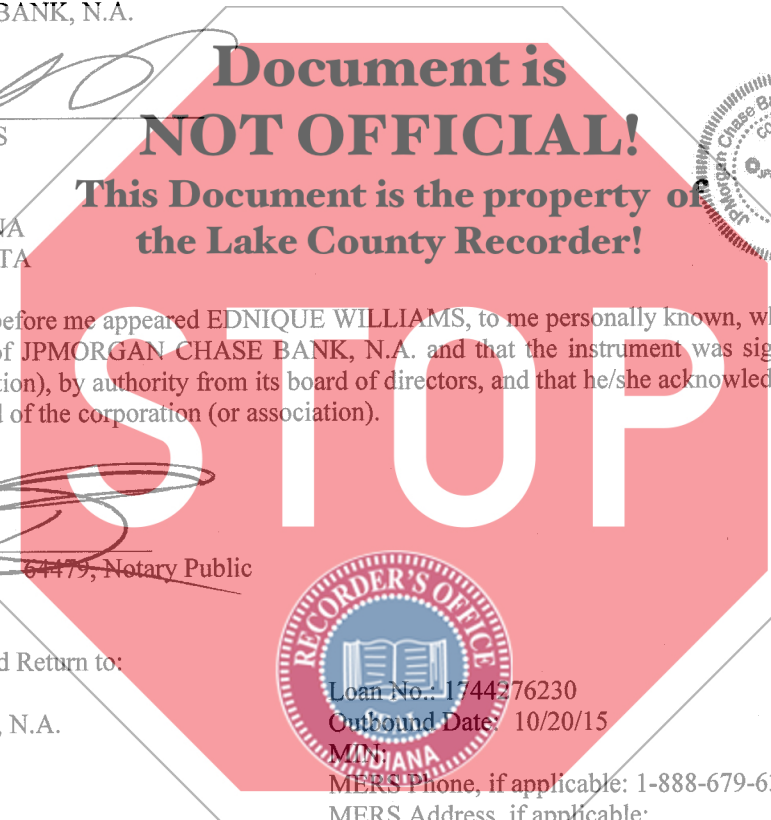 BANK, N.A.
Document is
NOT OFFICIAL!
This Document is the property of
the Lake County Recorder!
JPMorgan Chase Ba
S
NA
TA
before me appeared EDNIQUE WILLIAMS, to me personally known, wh
of JPMORGAN CHASE BANK, N.A. and that the instrument was sig
tion), by authority from its board of directors, and that he/she acknowled
d of the corporation (or association).
STOP
64479, Notary Public
RECORDER'S OFFICE
d Return to:
Loan No.: 1744276230
, N.A.
Outbound Date: 10/20/15
MIN:
INDIANA
MERS Phone, if applicable: 1-888-679-6
MERS Address, if applicable: